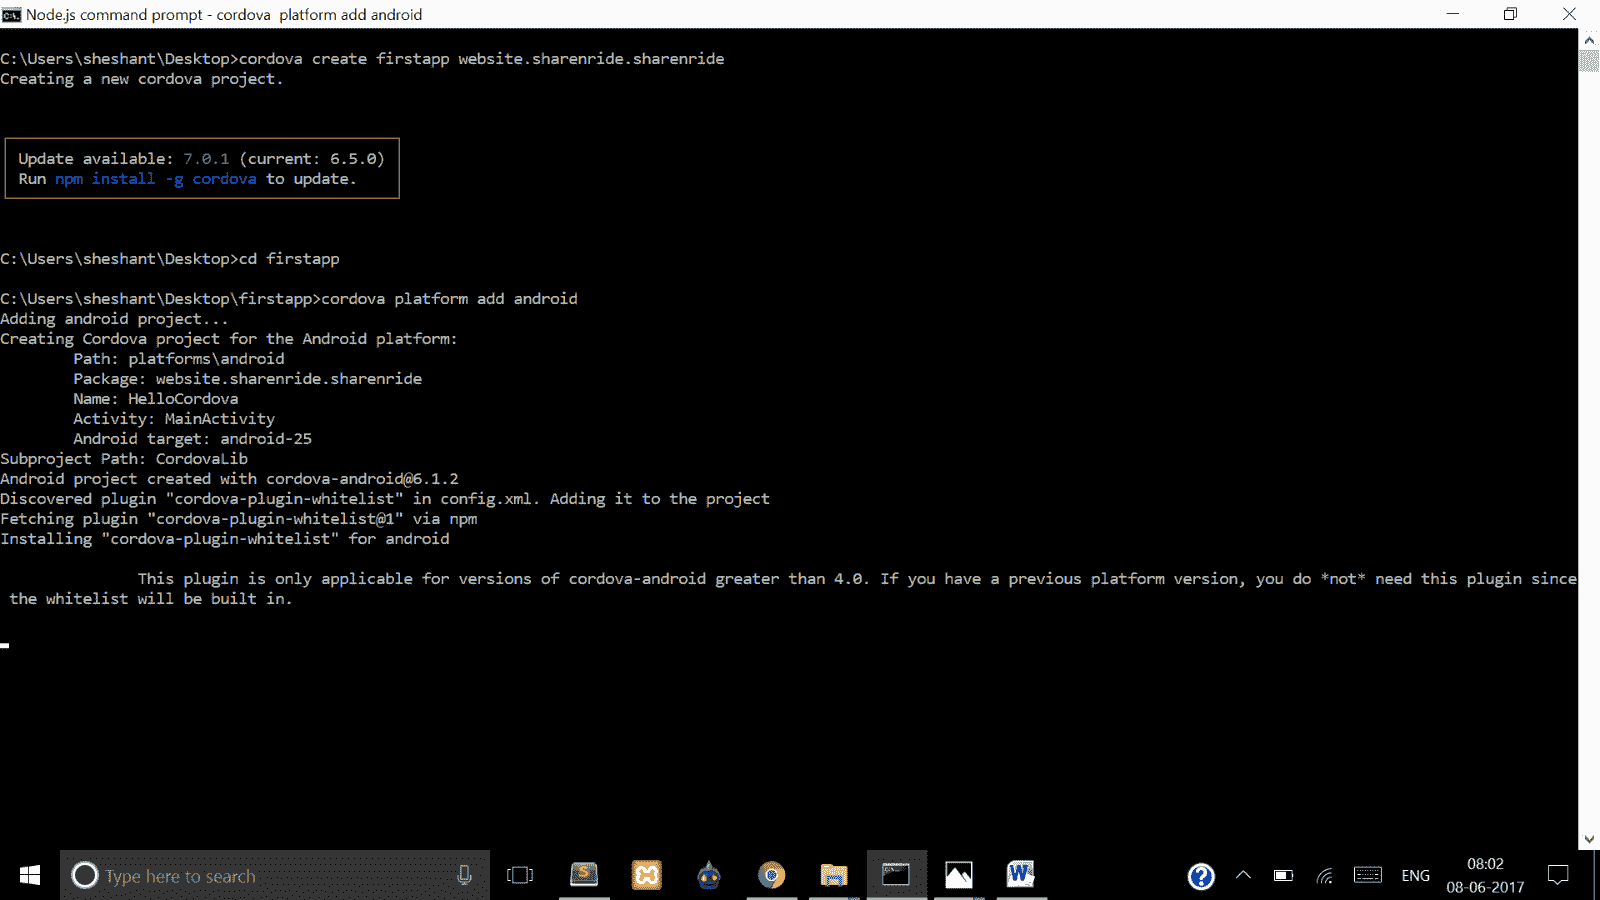 Node.js command prompt - cordova  platform add android
C:\Users\sheshant\Desktop>cordova create firstapp website.sharenride.sharenride
Creating a new cordova project.
Update available: 7.0.1 (current: 6.5.0)
Run npm install -g cordova to update.
C:\Users\sheshant\Desktop>cd firstapp
C:\Users\sheshant\Desktop\firstapp>cordova platform add android
Adding android project...
Creating Cordova project for the Android platform:
Path: platforms\android
Package: website.sharenride.sharenride
Name: HelloCordova
Activity: MainActivity
Android target: android-25
Subproject Path: CordovaLib
Android project created with cordova-android@6.1.2
Discovered plugin "cordova-plugin-whitelist" in config.xml. Adding it to the project
Fetching plugin "cordova-plugin-whitelist@1" via npm
Installing "cordova-plugin-whitelist" for android
This plugin is only applicable for versions of cordova-android greater than 4.0. If you have a previous platform version, you do *not* need this plugin since
the whitelist will be built in.
Type here to search
ENG
08:02
08-06-2017